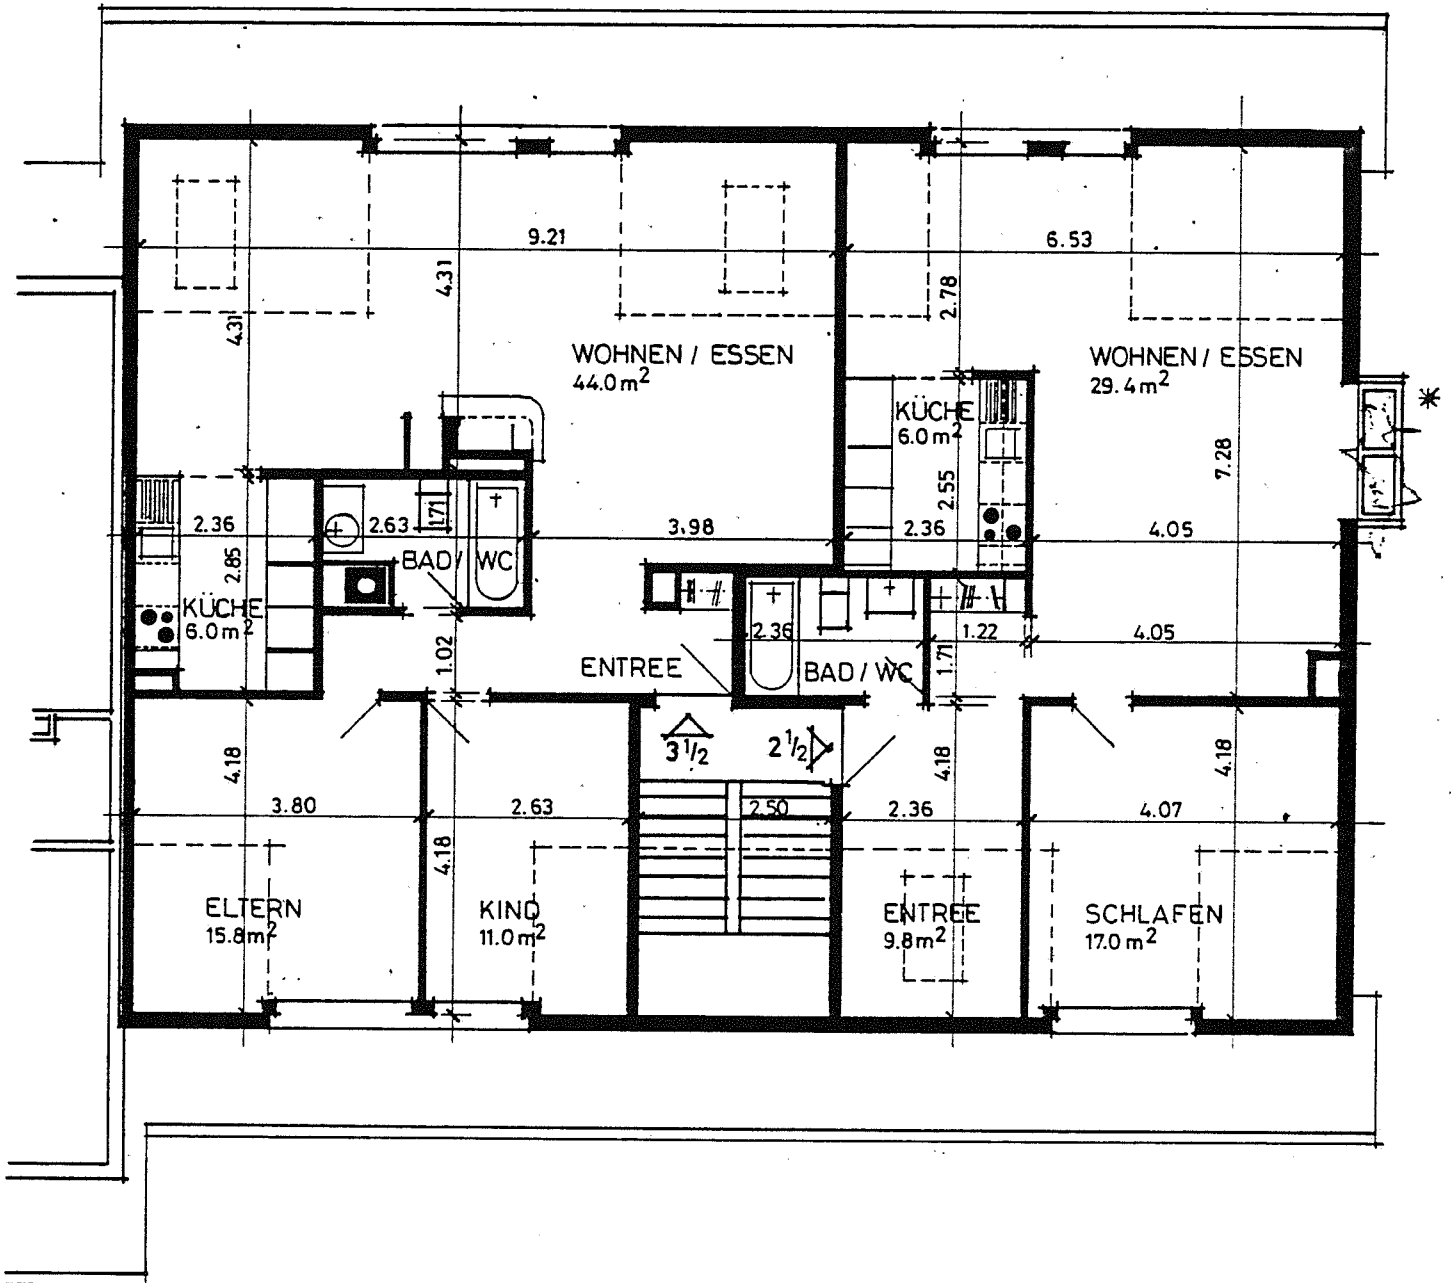 9.21
6.53
4.31
2.78
4.31
WOHNEN / ESSEN
44.0 m²
WOHNEN / ESSEN
29.4 m²
KÜCHE
6.0 m²
7.28
2.55
1.71
2.36
2.63
3.98
2.36
4.05
BAD / WC
2.85
KÜCHE
6.0 m²
2.36
1.22
4.05
1.02
ENTREE
BAD / WC
1.71
3 1/2
2 1/2
4.18
4.18
4.18
3.80
2.63
2.50
2.36
4.07
4.18
ELTERN
15.8 m²
KIND
11.0 m²
ENTREE
9.8 m²
SCHLAFEN
17.0 m²